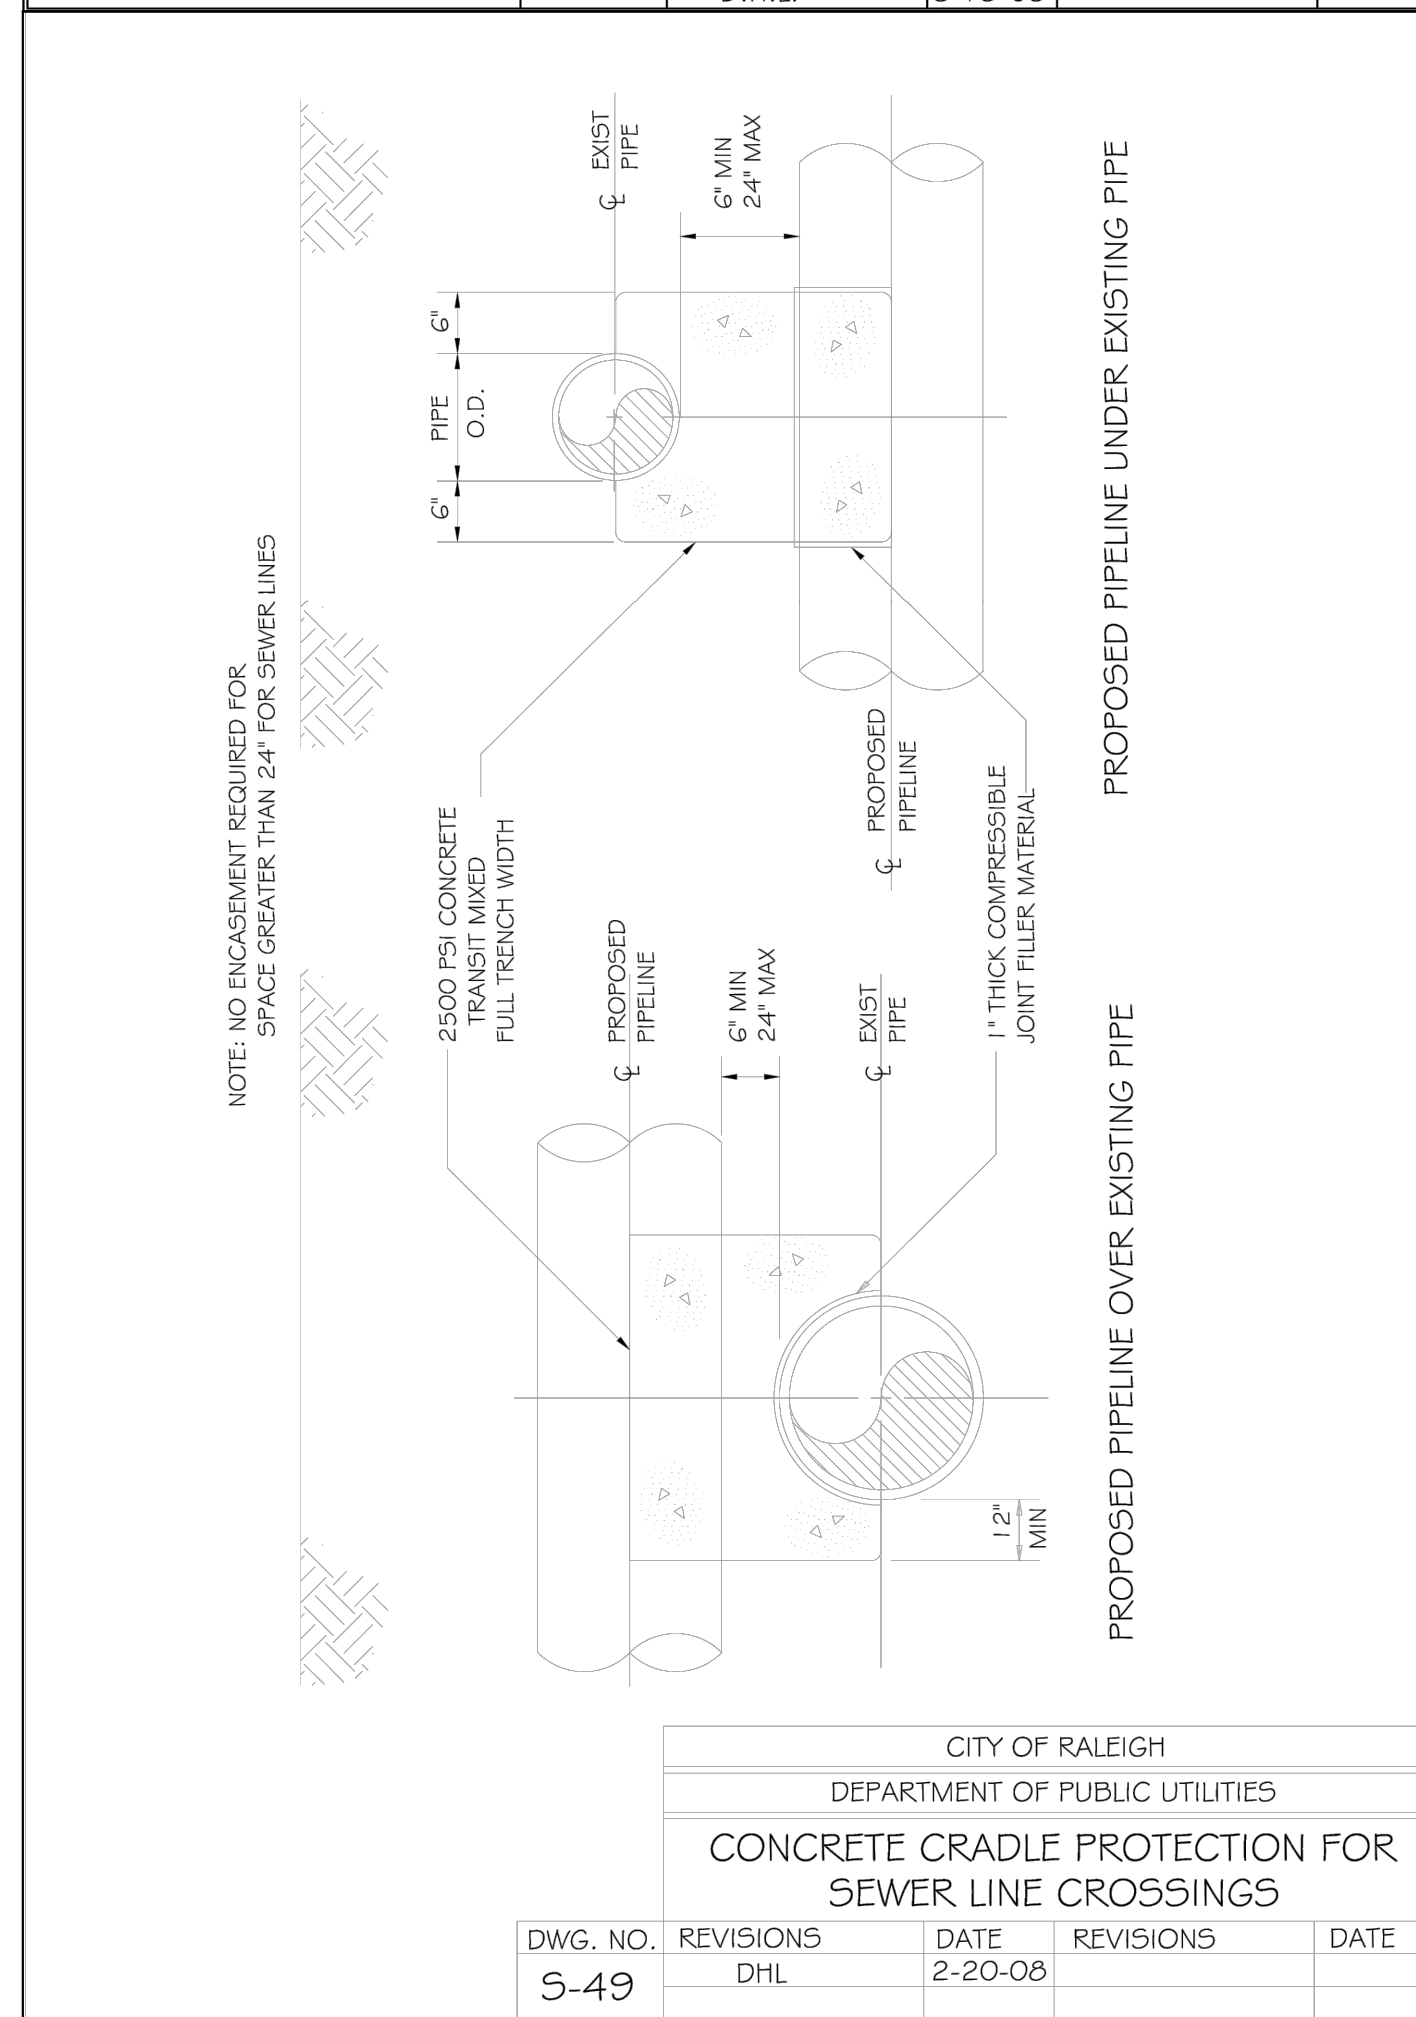 NOTE: NO ENCASEMENT REQUIRED FOR
SPACE GREATER THAN 24" FOR SEWER LINES
2500 PSI CONCRETE
TRANSIT MIXED
FULL TRENCH WIDTH
PROPOSED
PIPELINE
℄
6" MIN
24" MAX
EXIST
PIPE
℄
1" THICK COMPRESSIBLE
JOINT FILLER MATERIAL
12"
MIN
PROPOSED PIPELINE OVER EXISTING PIPE
6"
PIPE
O.D.
6"
EXIST
PIPE
℄
6" MIN
24" MAX
PROPOSED
PIPELINE
℄
PROPOSED PIPELINE UNDER EXISTING PIPE
CITY OF RALEIGH
DEPARTMENT OF PUBLIC UTILITIES
CONCRETE CRADLE PROTECTION FOR
SEWER LINE CROSSINGS
DWG. NO. REVISIONS DATE REVISIONS DATE
S-49 DHL 2-20-08